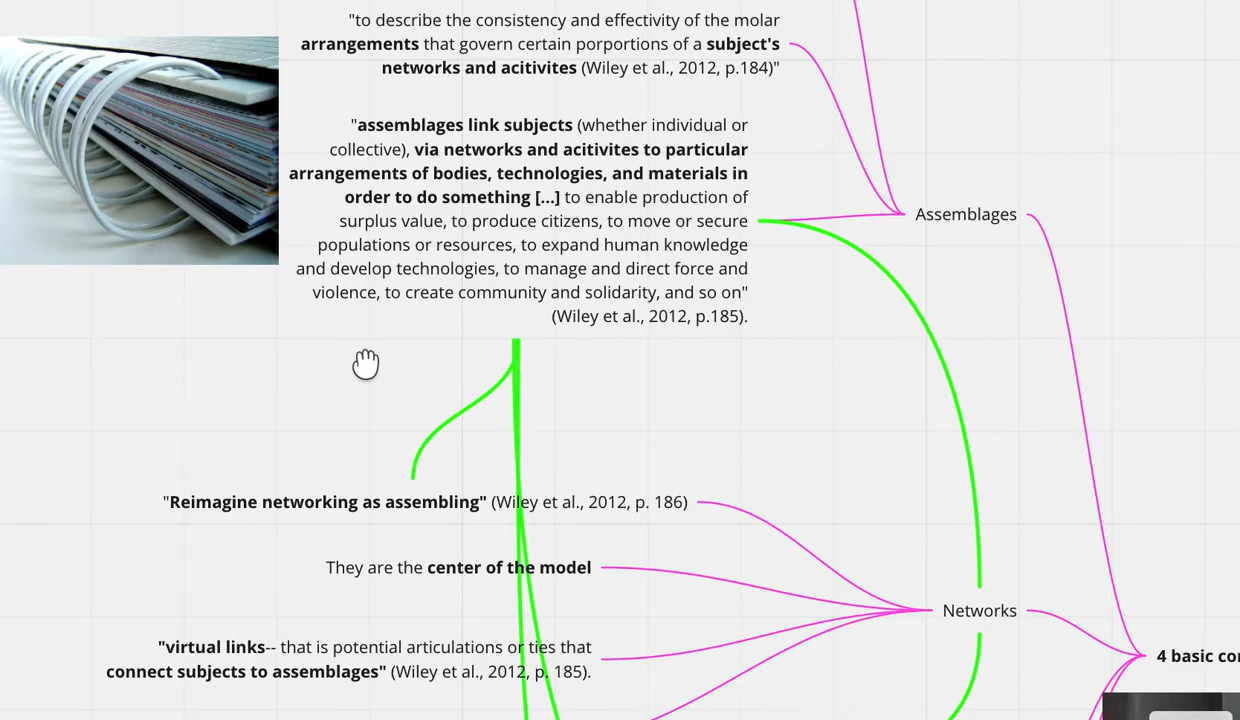 "to describe the consistency and effectivity of the molar
arrangements that govern certain porportions of a subject's
networks and acitivites (Wiley et al., 2012, p.184)"
"assemblages link subjects (whether individual or
collective), via networks and acitivites to particular
arrangements of bodies, technologies, and materials in
order to do something [...] to enable production of
surplus value, to produce citizens, to move or secure
populations or resources, to expand human knowledge
and develop technologies, to manage and direct force and
violence, to create community and solidarity, and so on"
(Wiley et al., 2012, p.185).
Assemblages
"Reimagine networking as assembling" (Wiley et al., 2012, p. 186)
They are the center of the model
Networks
"virtual links-- that is potential articulations or ties that
connect subjects to assemblages" (Wiley et al., 2012, p. 185).
4 basic